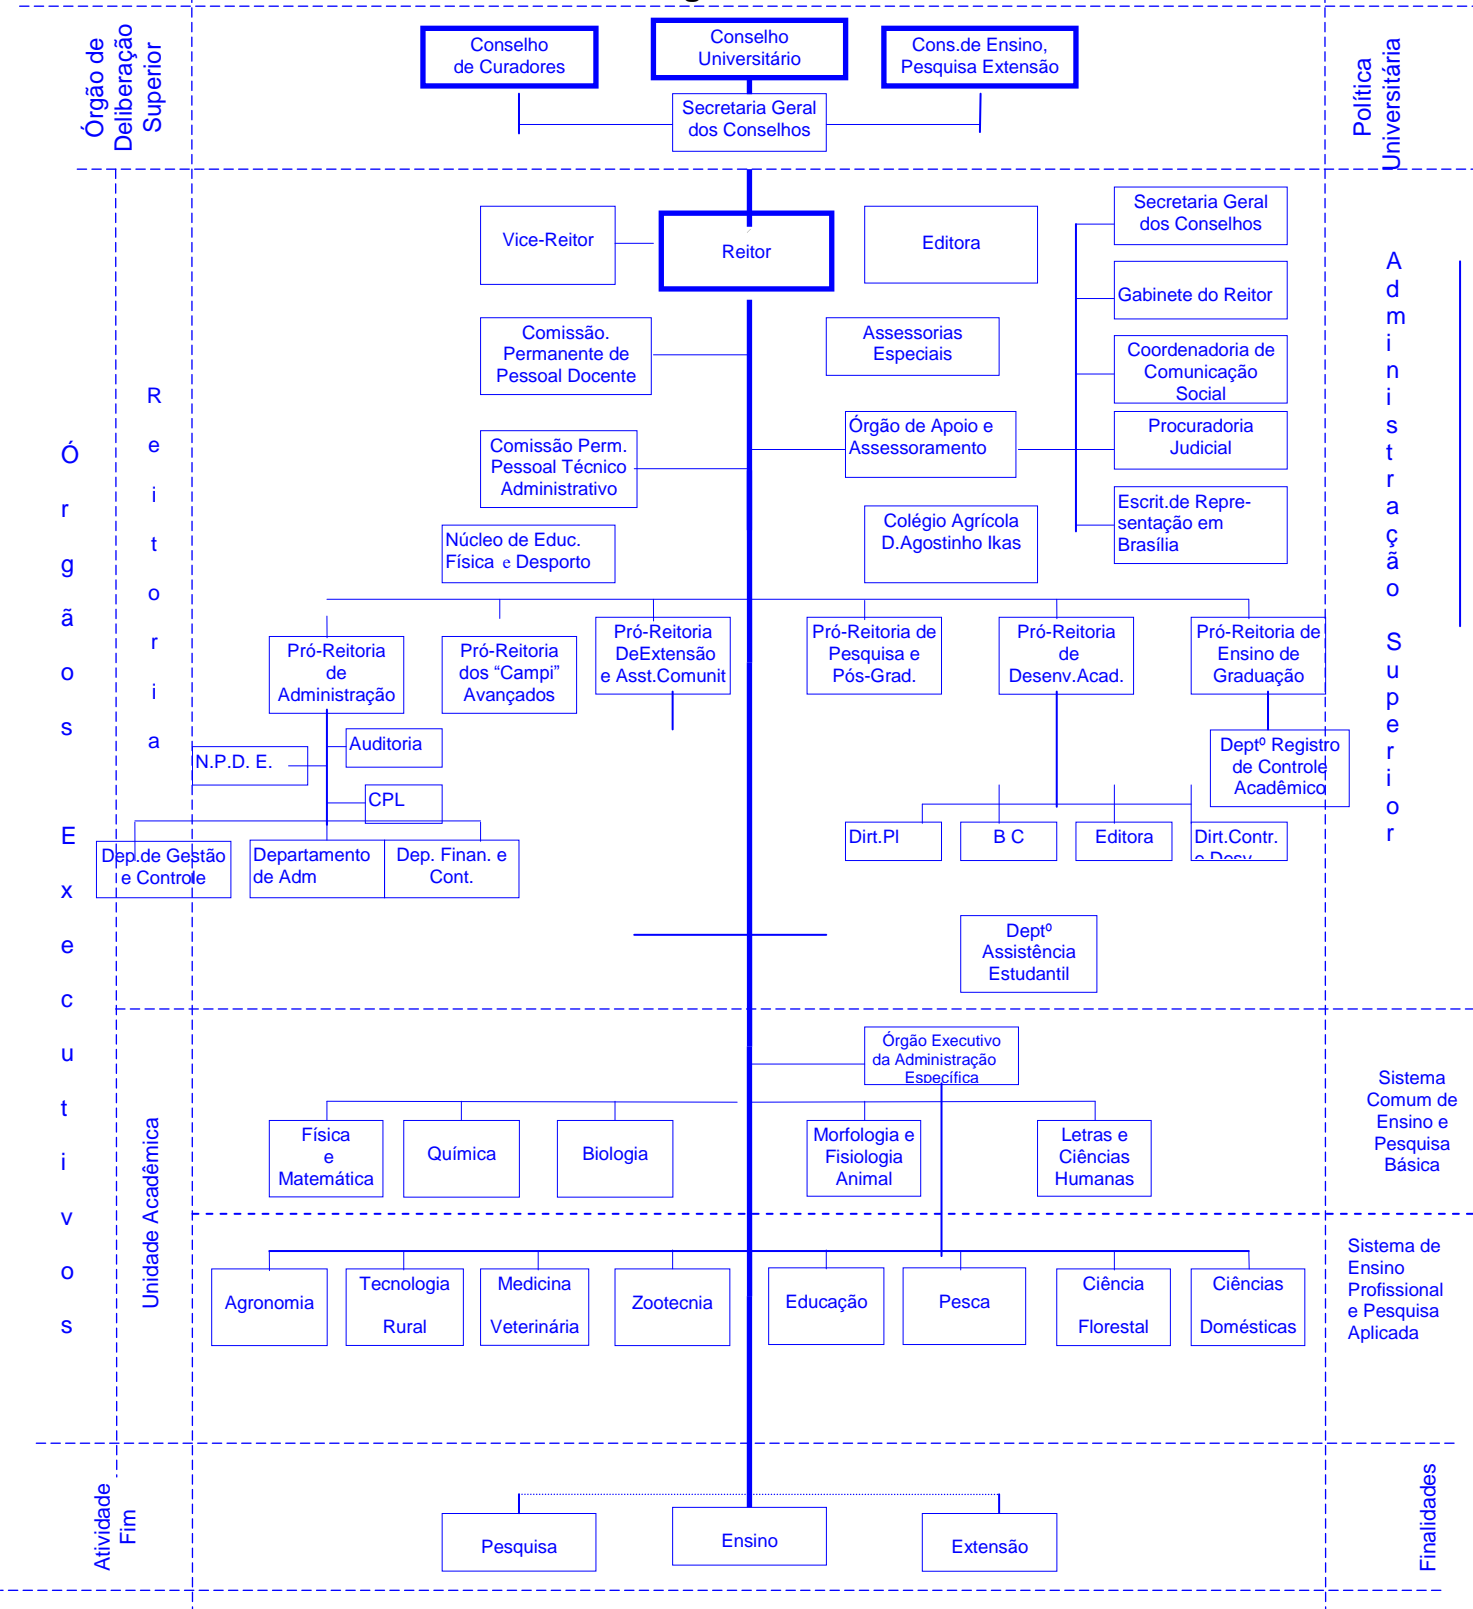 Órgão de
Deliberação
Superior
Conselho
de Curadores
Conselho
Universitário
Cons.de Ensino,
Pesquisa Extensão
Secretaria Geral
dos Conselhos
Política
Universitária
Órgãos Executivos
Reitoria
Administração Superior
Vice-Reitor
Reitor
Editora
Secretaria Geral
dos Conselhos
Gabinete do Reitor
Comissão.
Permanente de
Pessoal Docente
Assessorias
Especiais
Coordenadoria de
Comunicação
Social
Comissão Perm.
Pessoal Técnico
Administrativo
Órgão de Apoio e
Assessoramento
Procuradoria
Judicial
Núcleo de Educ.
Física e Desporto
Colégio Agrícola
D.Agostinho Ikas
Escrit.de Repre-
sentação em
Brasília
Pró-Reitoria
de
Administração
Pró-Reitoria
dos “Campi”
Avançados
Pró-Reitoria
DeExtensão
e Asst.Comunit
Pró-Reitoria de
Pesquisa e
Pós-Grad.
Pró-Reitoria
de
Desenv.Acad.
Pró-Reitoria de
Ensino de
Graduação
Auditoria
N.P.D. E.
CPL
Deptº Registro
de Controle
Acadêmico
Dep.de Gestão
e Controle
Departamento
de Adm
Dep. Finan. e
Cont.
Dirt.Pl
B C
Editora
Dirt.Contr.
e Desv
Deptº
Assistência
Estudantil
Unidade Acadêmica
Órgão Executivo
da Administração
Específica
Física
e
Matemática
Química
Biologia
Morfologia e
Fisiologia
Animal
Letras e
Ciências
Humanas
Sistema
Comum de
Ensino e
Pesquisa
Básica
Agronomia
Tecnologia
Rural
Medicina
Veterinária
Zootecnia
Educação
Pesca
Ciência
Florestal
Ciências
Domésticas
Sistema de
Ensino
Profissional
e Pesquisa
Aplicada
Atividade
Fim
Pesquisa
Ensino
Extensão
Finalidades